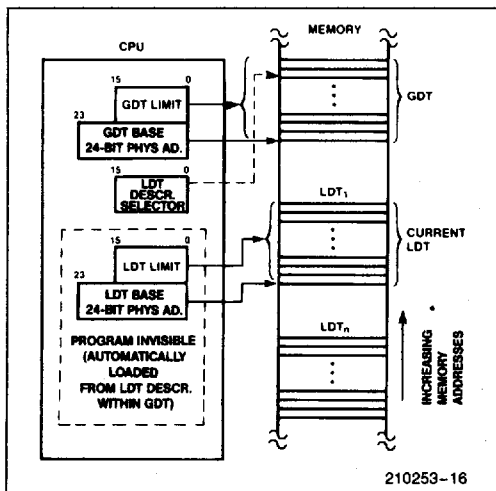 CPU
15 0
GDT LIMIT
23
GDT BASE
24-BIT PHYS AD.
15 0
LDT
DESCR.
SELECTOR
15 0
LDT LIMIT
23
LDT BASE
24-BIT PHYS AD.
PROGRAM INVISIBLE
(AUTOMATICALLY
LOADED
FROM LDT DESCR.
WITHIN GDT)
MEMORY
GDT
LDT₁
CURRENT
LDT
LDTₙ
INCREASING
MEMORY
ADDRESSES
210253-16